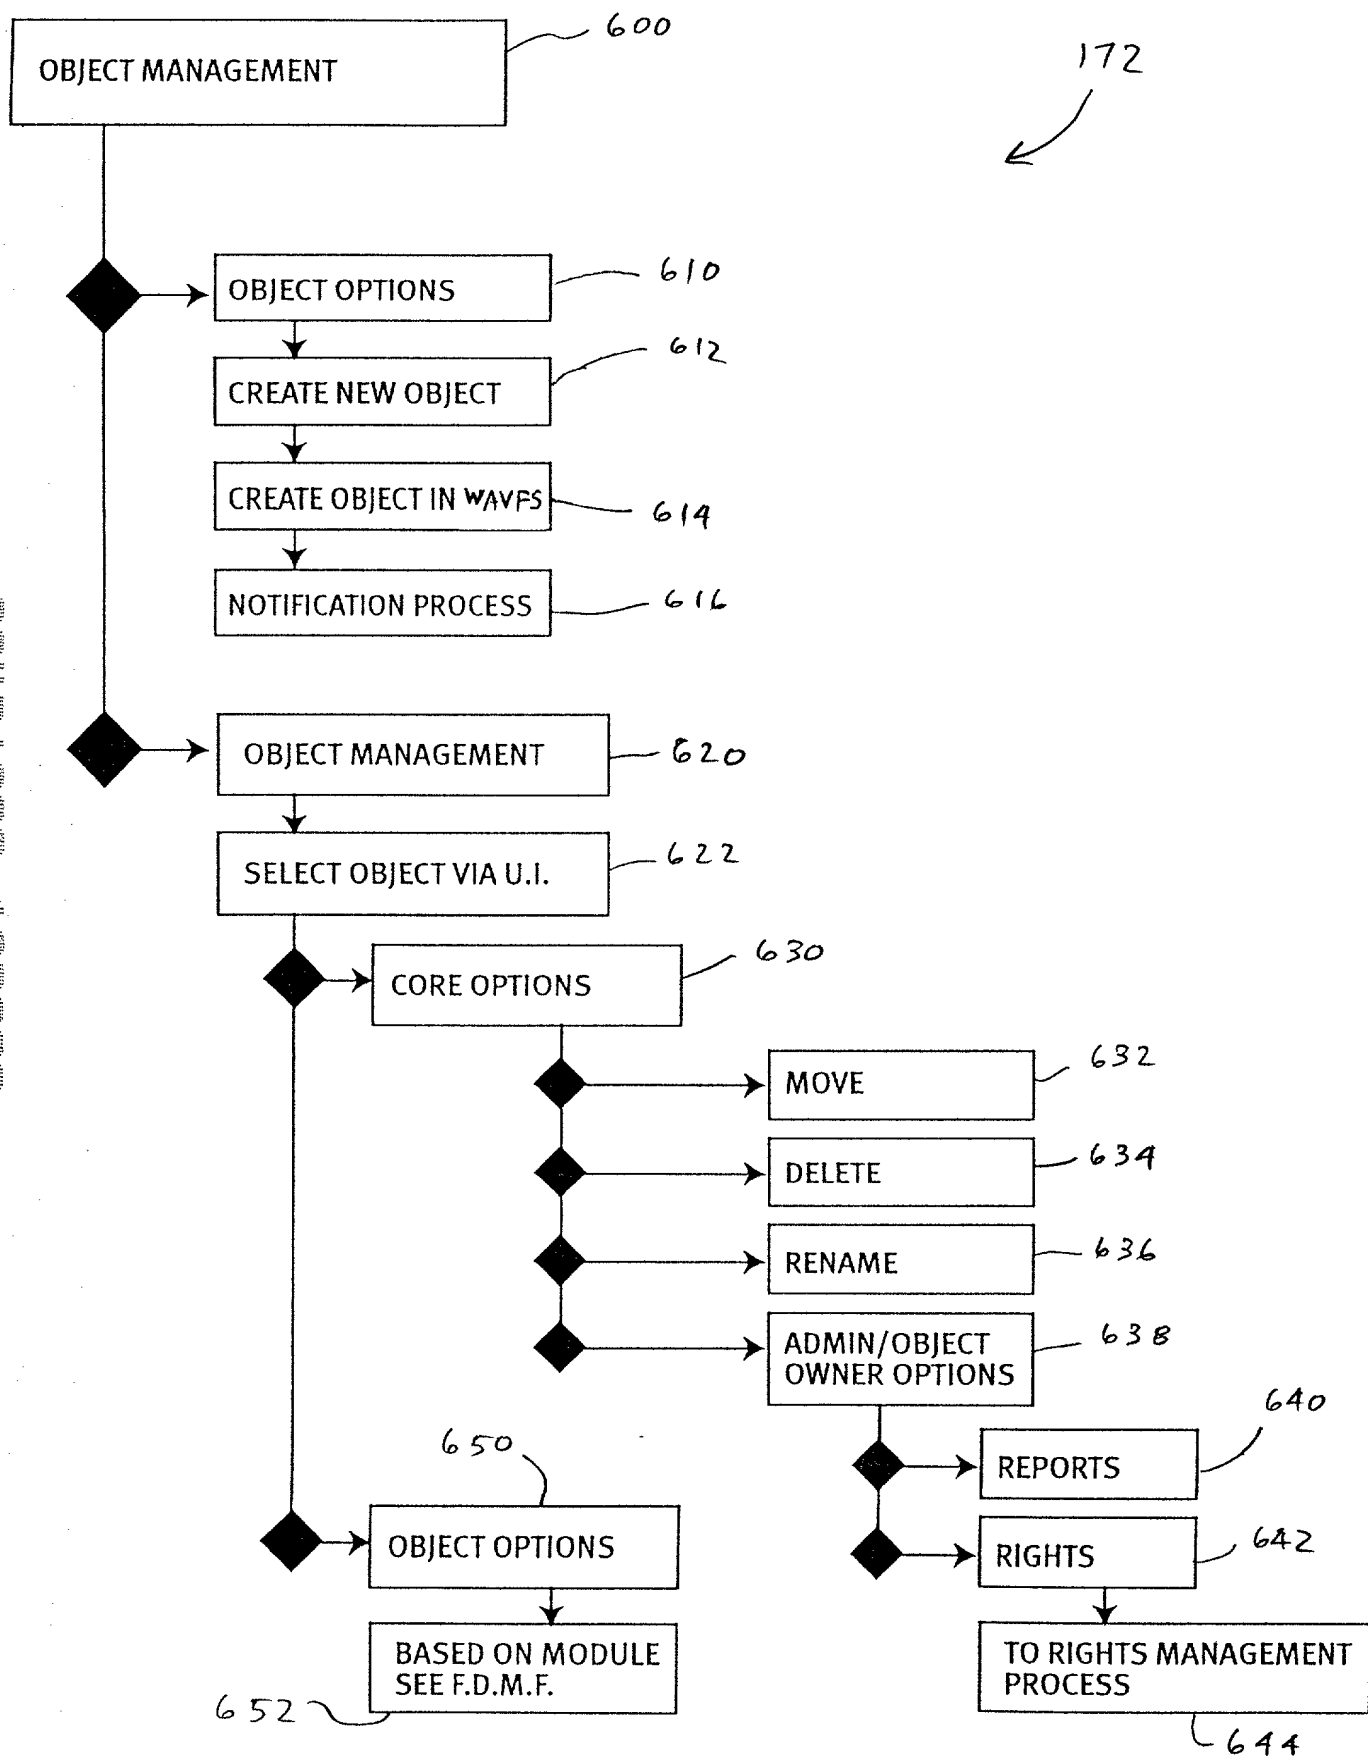 600
OBJECT MANAGEMENT
172
610
OBJECT OPTIONS
612
CREATE NEW OBJECT
CREATE OBJECT IN WAVFS
614
NOTIFICATION PROCESS
616
OBJECT MANAGEMENT
620
SELECT OBJECT VIA U.I.
622
CORE OPTIONS
630
MOVE
632
DELETE
634
RENAME
636
ADMIN/OBJECT
OWNER OPTIONS
638
640
REPORTS
RIGHTS
642
TO RIGHTS MANAGEMENT
PROCESS
644
650
OBJECT OPTIONS
BASED ON MODULE
SEE F.D.M.F.
652